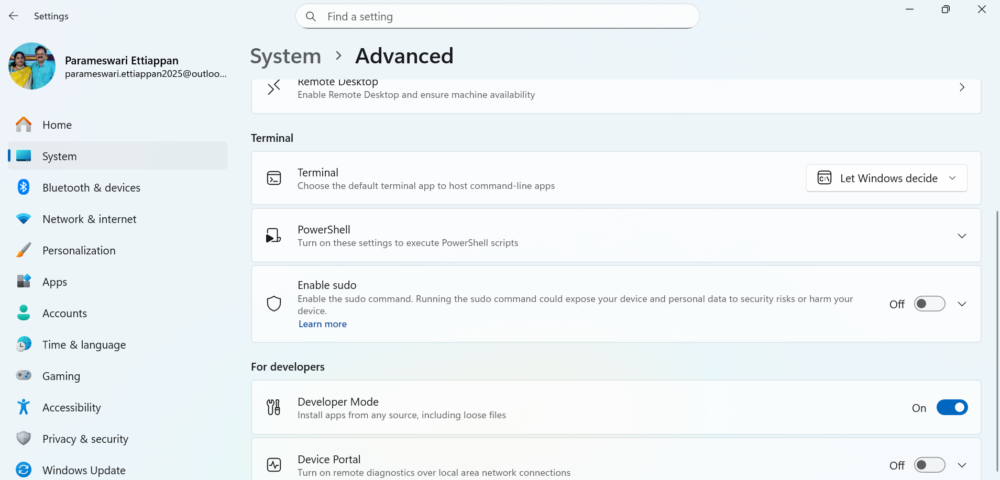 Settings
Find a setting
Parameswari Ettiappan
parameswari.ettiappan2025@outloo...
Home
System
Bluetooth & devices
Network & internet
Personalization
Apps
Accounts
Time & language
Gaming
Accessibility
Privacy & security
Windows Update
System > Advanced
Remote Desktop
Enable Remote Desktop and ensure machine availability
Terminal
Terminal
Choose the default terminal app to host command-line apps
Let Windows decide
PowerShell
Turn on these settings to execute PowerShell scripts
Enable sudo
Enable the sudo command. Running the sudo command could expose your device and personal data to security risks or harm your
device.
Learn more
Off
For developers
Developer Mode
Install apps from any source, including loose files
On
Device Portal
Turn on remote diagnostics over local area network connections
Off